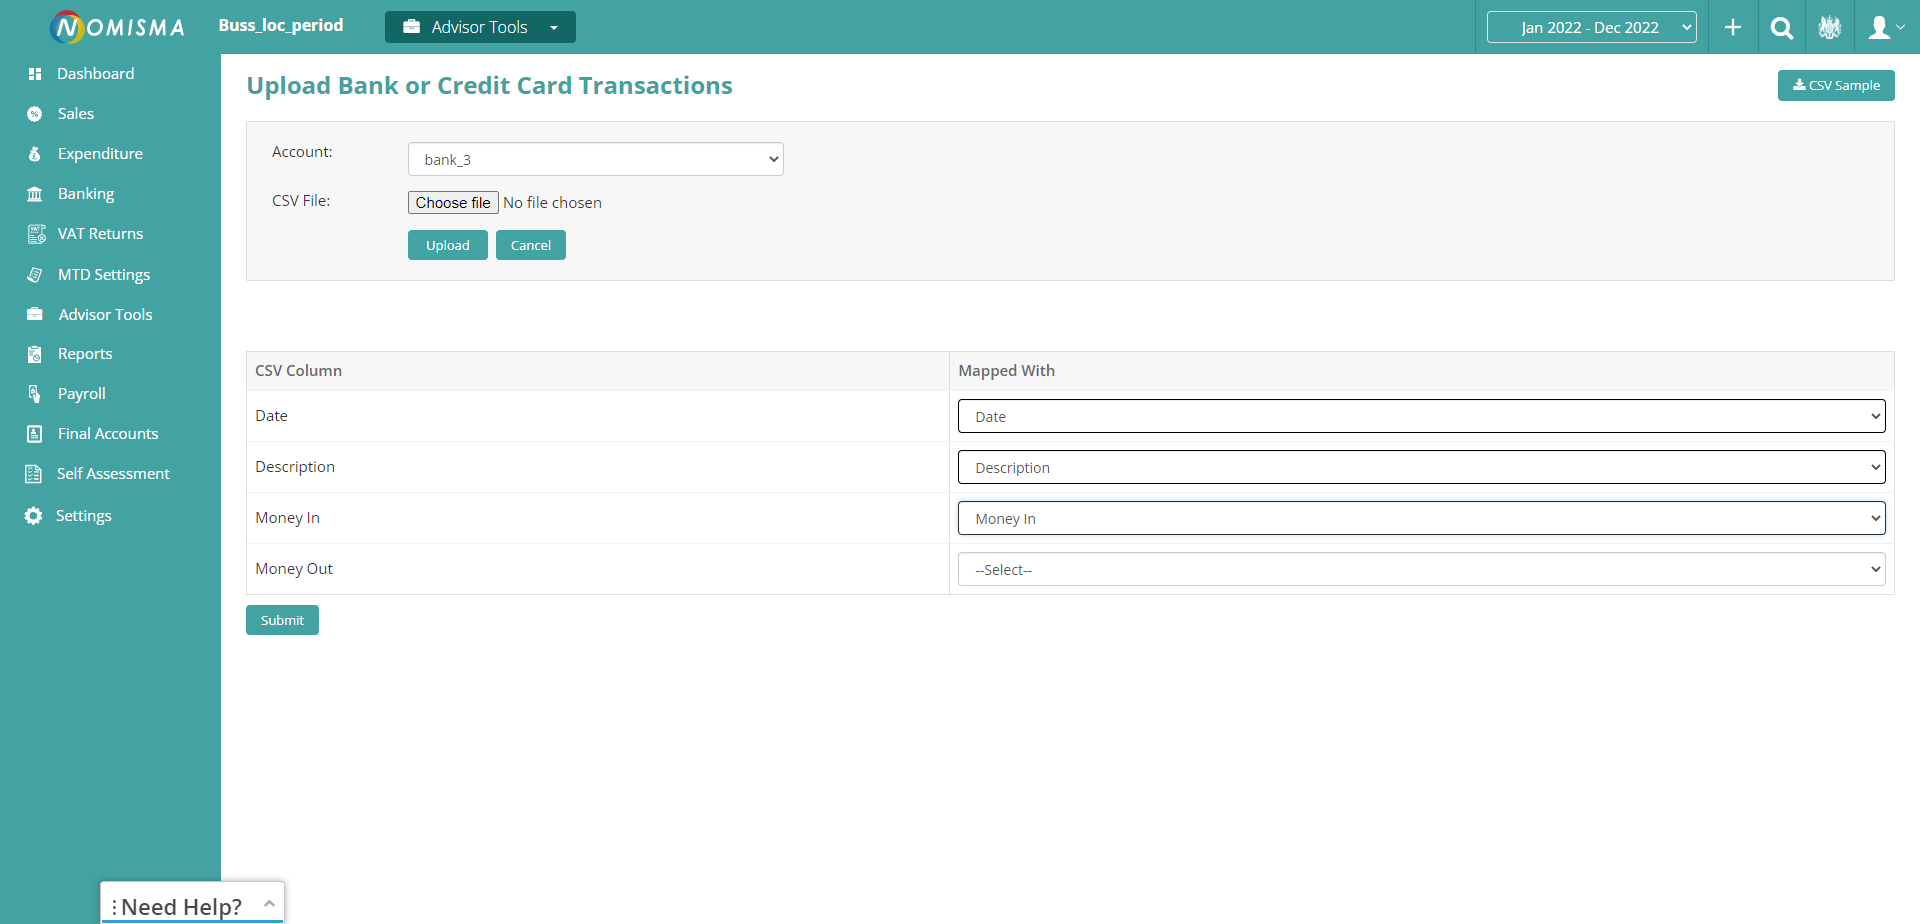 NOMISMA
Buss_loc_period
Advisor Tools
Jan 2022 - Dec 2022
Dashboard
Sales
Expenditure
Banking
VAT Returns
MTD Settings
Advisor Tools
Reports
Payroll
Final Accounts
Self Assessment
Settings
Upload Bank or Credit Card Transactions
CSV Sample
Account:
bank_3
CSV File:
Choose file No file chosen
Upload
Cancel
CSV Column
Mapped With
Date
Date
Description
Description
Money In
Money In
Money Out
--Select--
Submit
Need Help?